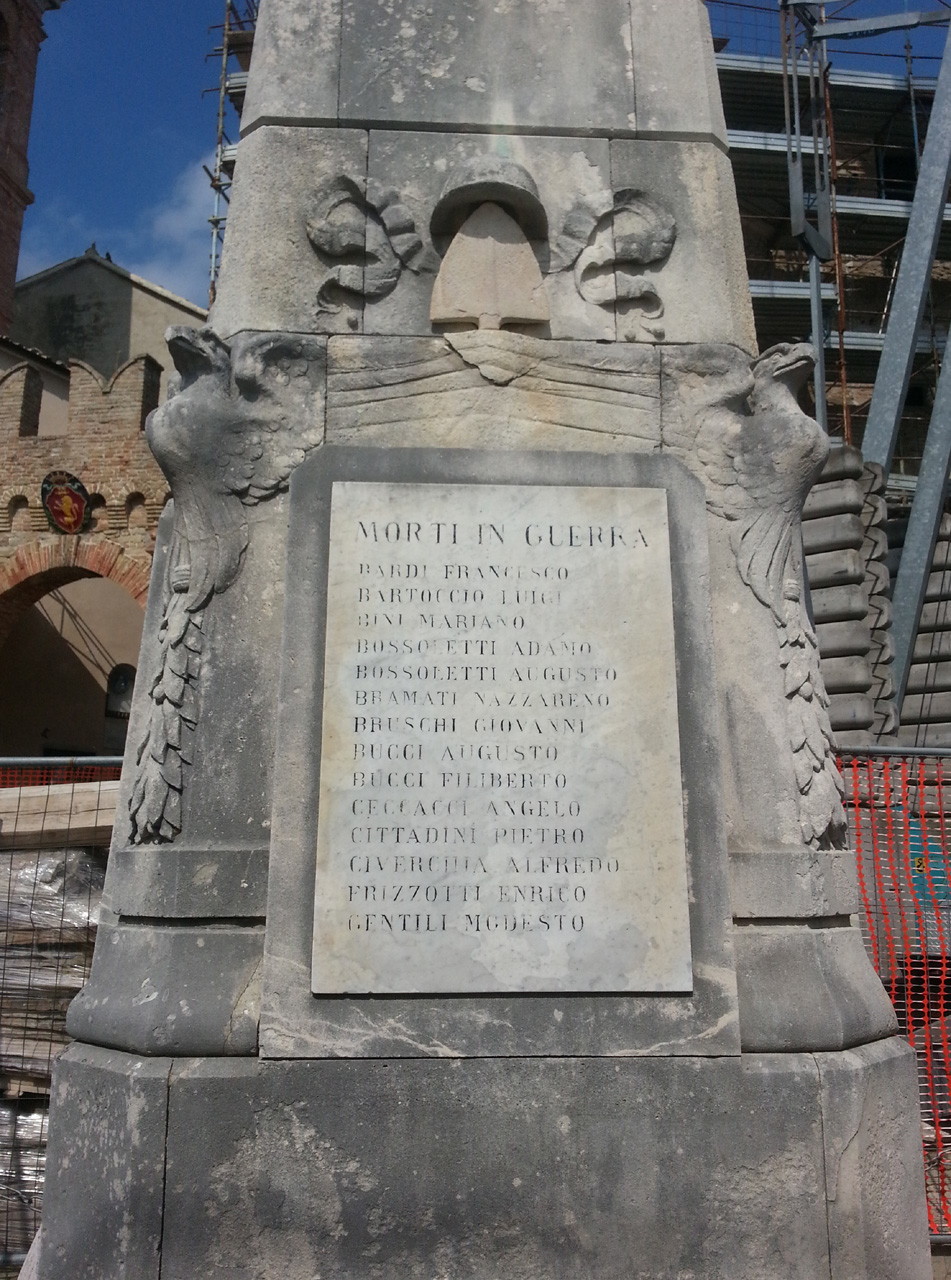 MORTI IN GUERRA
BARDI FRANCESCO
BARTOCCIO LUIGI
BINI MARIANO
BOSSOLETTI ADAMO
BOSSOLETTI AUGUSTO
BRAMATI NAZZARENO
BRUSCHI GIOVANNI
BUCCI AUGUSTO
BUCCI FILIBERTO
CECCACCI ANGELO
CITTADINI PIETRO
CIVERCHIA ALFREDO
FRIZZOTTI ENRICO
GENTILI MODESTO